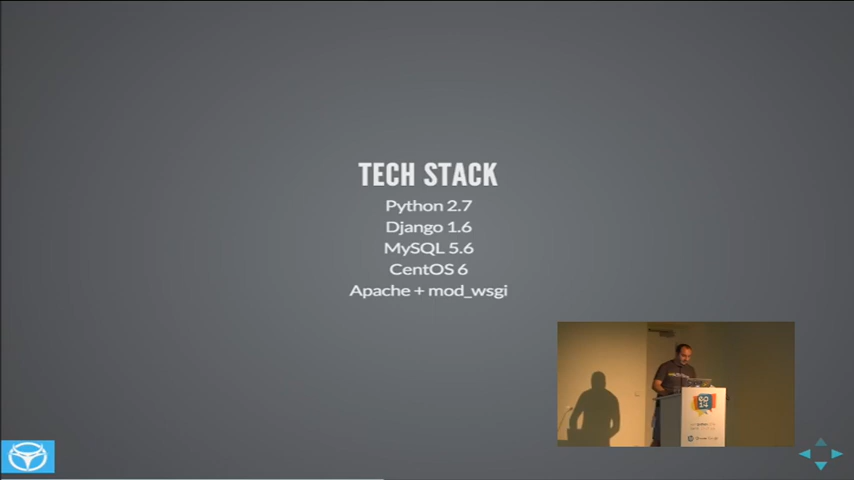 TECH STACK
Python 2.7
Django 1.6
MySQL 5.6
CentOS 6
Apache + mod_wsgi